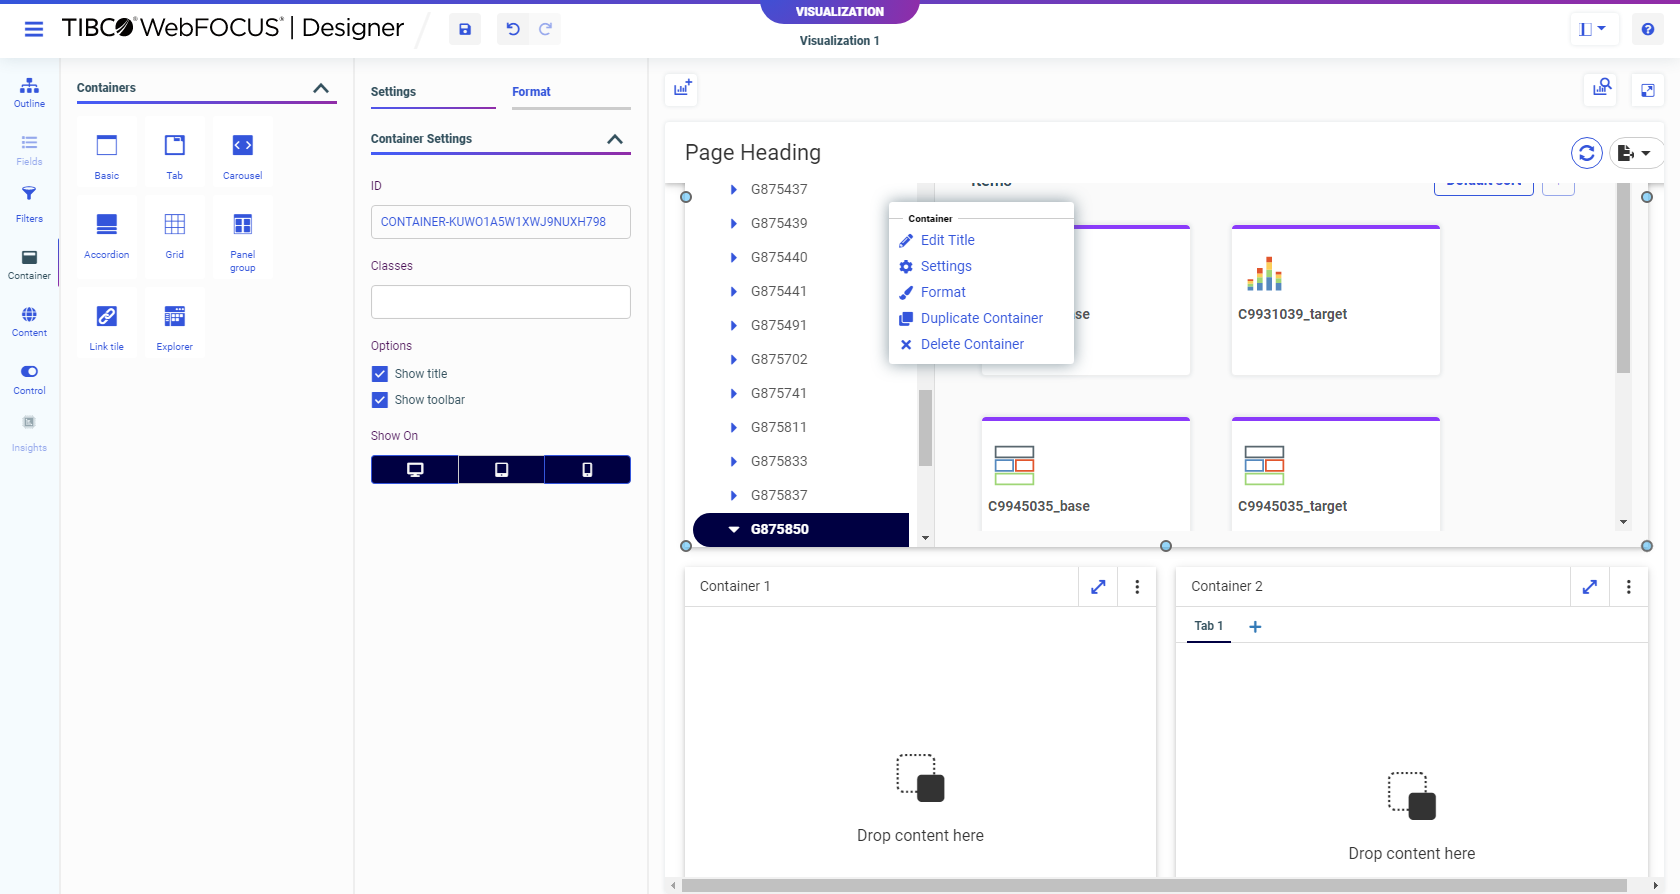 VISUALIZATION
TIBCO® WebFOCUS® | Designer
Visualization 1
Outline
Fields
Filters
Container
Content
Control
Insights
Containers
Basic
Tab
Carousel
Accordion
Grid
Panel
group
Link tile
Explorer
Settings
Format
Container Settings
ID
CONTAINER-KUWO1A5W1XWJ9NUXH798
Classes
Options
Show title
Show toolbar
Show On
Page Heading
G875437
G875439
G875440
G875441
G875491
G875702
G875741
G875811
G875833
G875837
G875850
Items
Default sort
Container
Edit Title
Settings
Format
Duplicate Container
Delete Container
se
C9931039_target
C9945035_base
C9945035_target
Container 1
Drop content here
Container 2
Tab 1
Drop content here